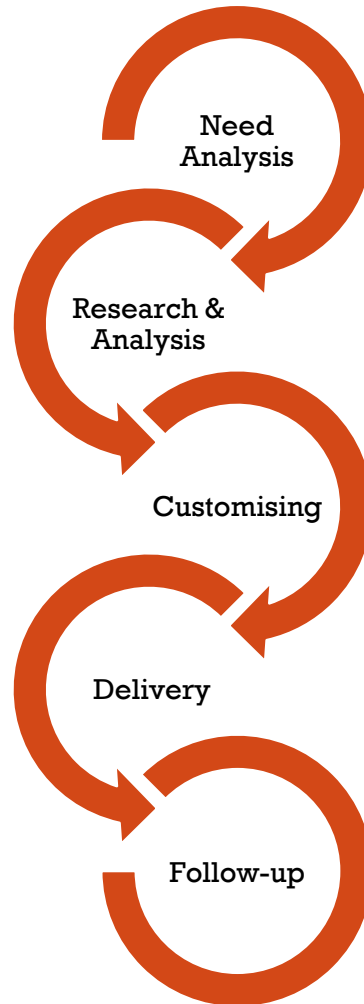 Need
Analysis
Research &
Analysis
Customising
Delivery
Follow-up